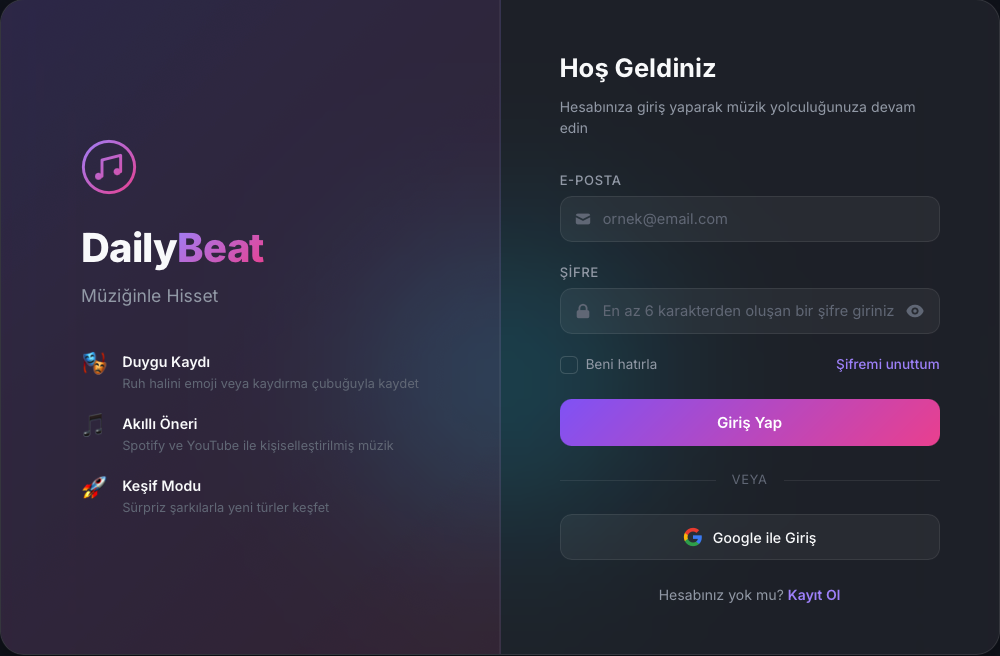 DailyBeat
Müziğinle Hisset
Duygu Kaydı
Ruh halini emoji veya kaydırma çubuğuyla kaydet
Akıllı Öneri
Spotify ve YouTube ile kişiselleştirilmiş müzik
Keşif Modu
Sürpriz şarkılarla yeni türler keşfet
Hoş Geldiniz
Hesabınıza giriş yaparak müzik yolculuğunuza devam
edin
E-POSTA
ornek@email.com
ŞİFRE
En az 6 karakterden oluşan bir şifre giriniz
Beni hatırla
Şifremi unuttum
Giriş Yap
VEYA
Google ile Giriş
Hesabınız yok mu? Kayıt Ol